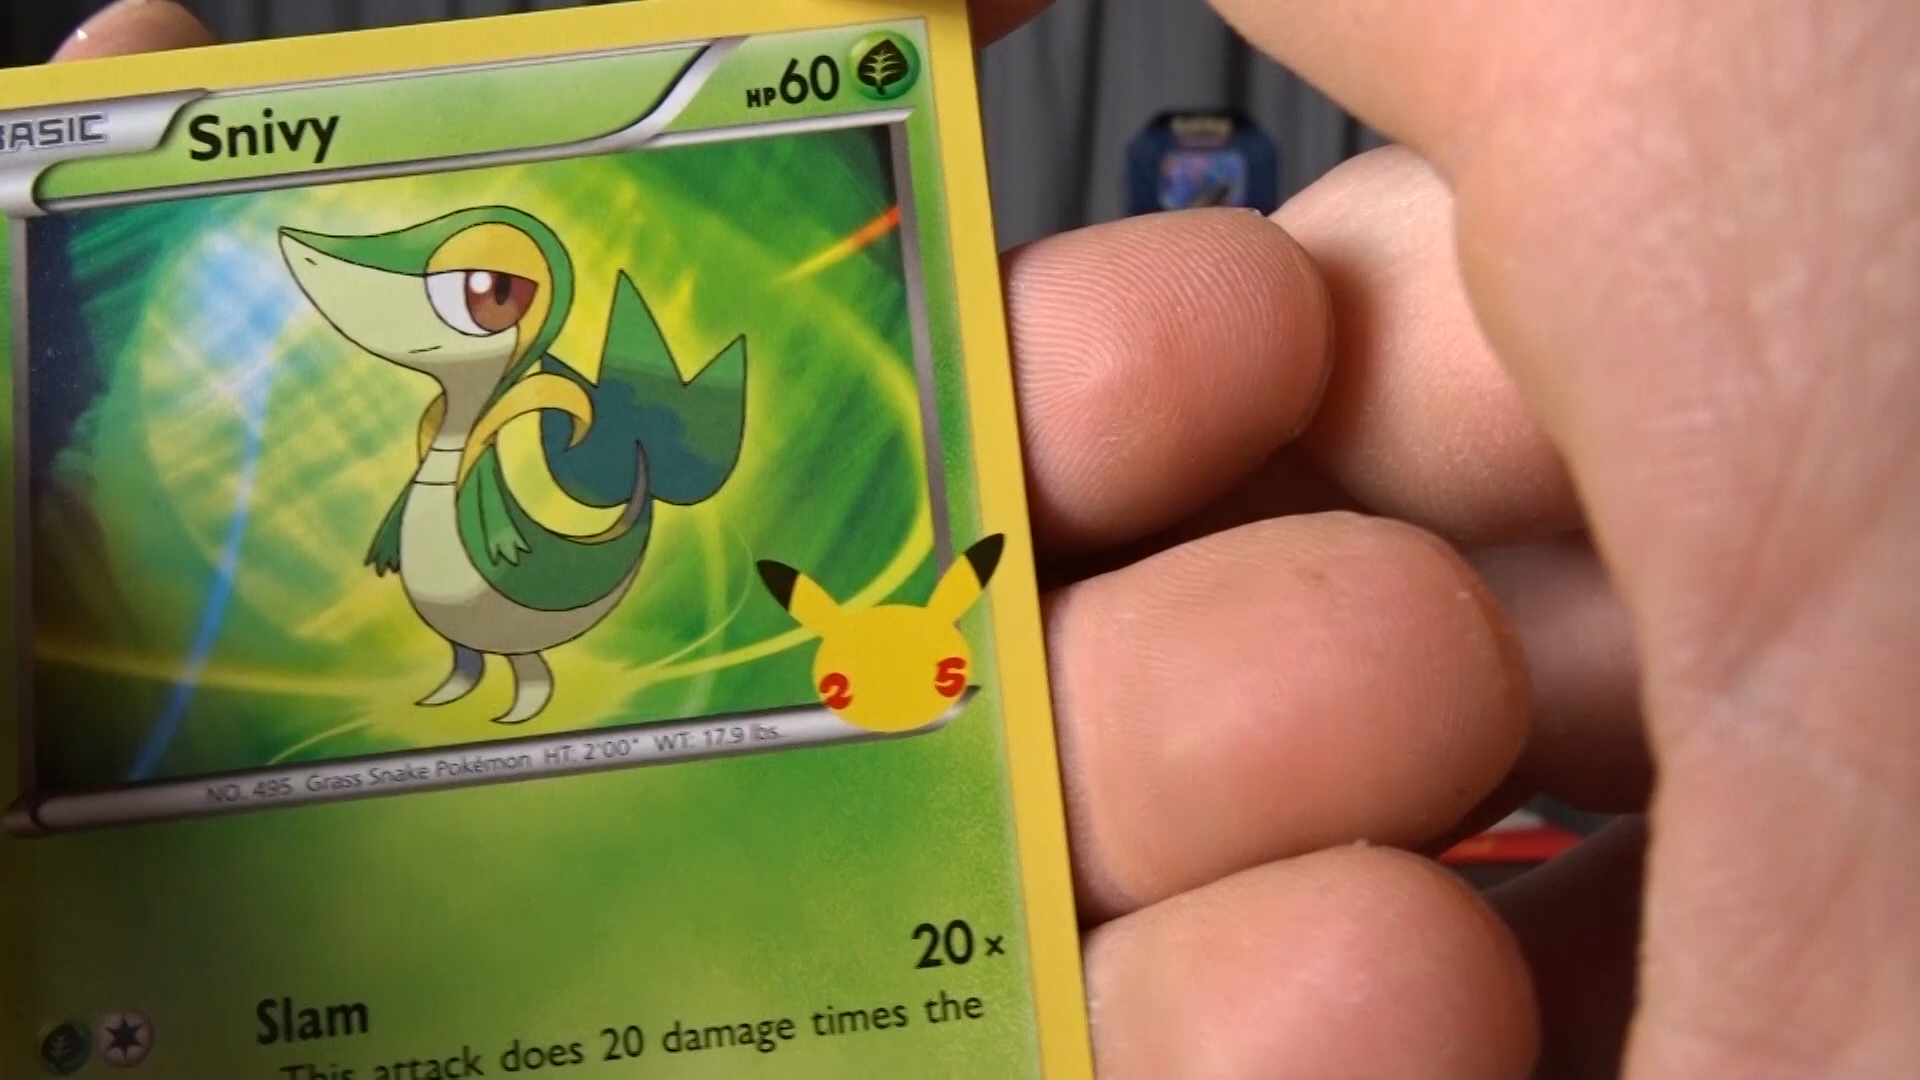 BASIC Snivy HP60
2 5
NO. 495 Grass Snake Pokémon HT: 2'00" WT: 17.9 lbs.
20×
Slam
This attack does 20 damage times the